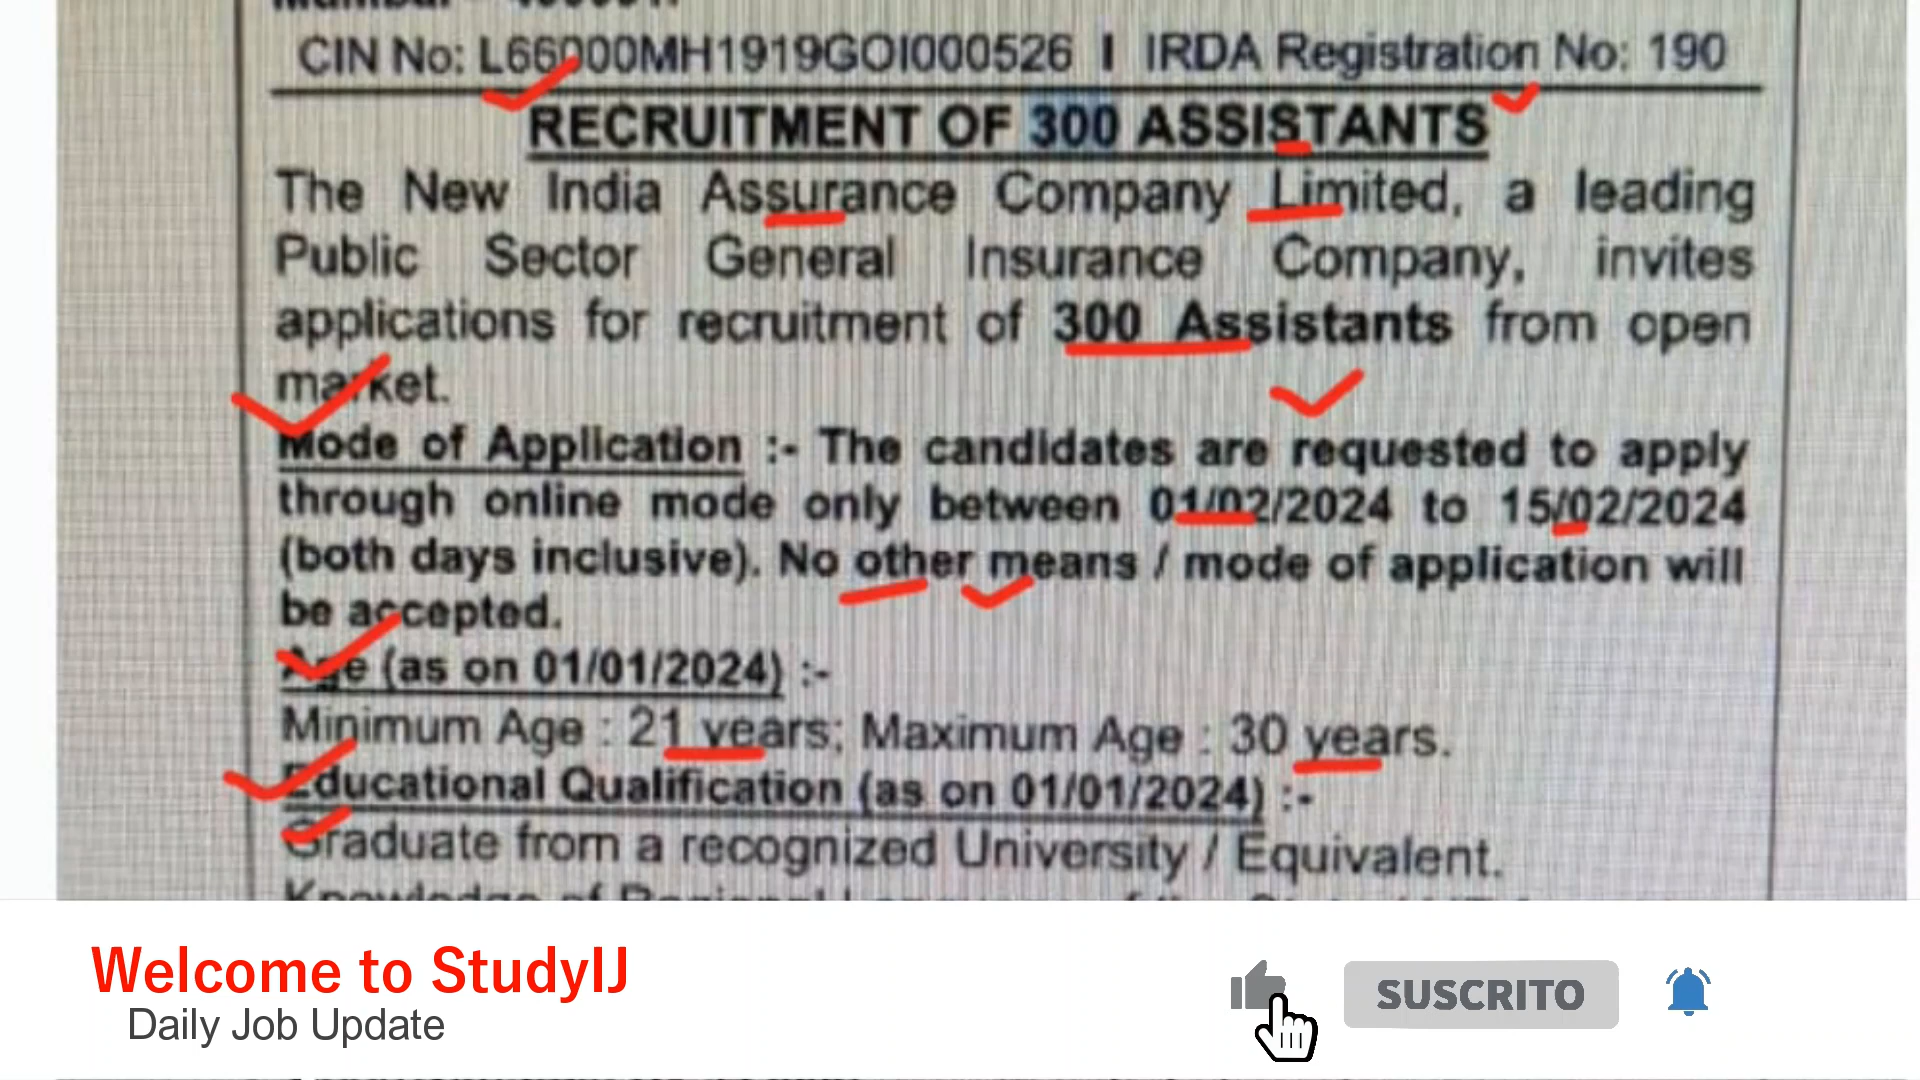 CIN No: L66000MH1919GOI000526 I IRDA Registration No: 190
RECRUITMENT OF 300 ASSISTANTS
The New India Assurance Company Limited, a leading
Public Sector General Insurance Company, invites
applications for recruitment of 300 Assistants from open
market.
Mode of Application :- The candidates are requested to apply
through online mode only between 01/02/2024 to 15/02/2024
(both days inclusive). No other means / mode of application will
be accepted.
Age (as on 01/01/2024) :-
Minimum Age : 21 years; Maximum Age : 30 years.
Educational Qualification (as on 01/01/2024) :-
Graduate from a recognized University / Equivalent.
Welcome to StudyIJ
Daily Job Update
SUSCRITO